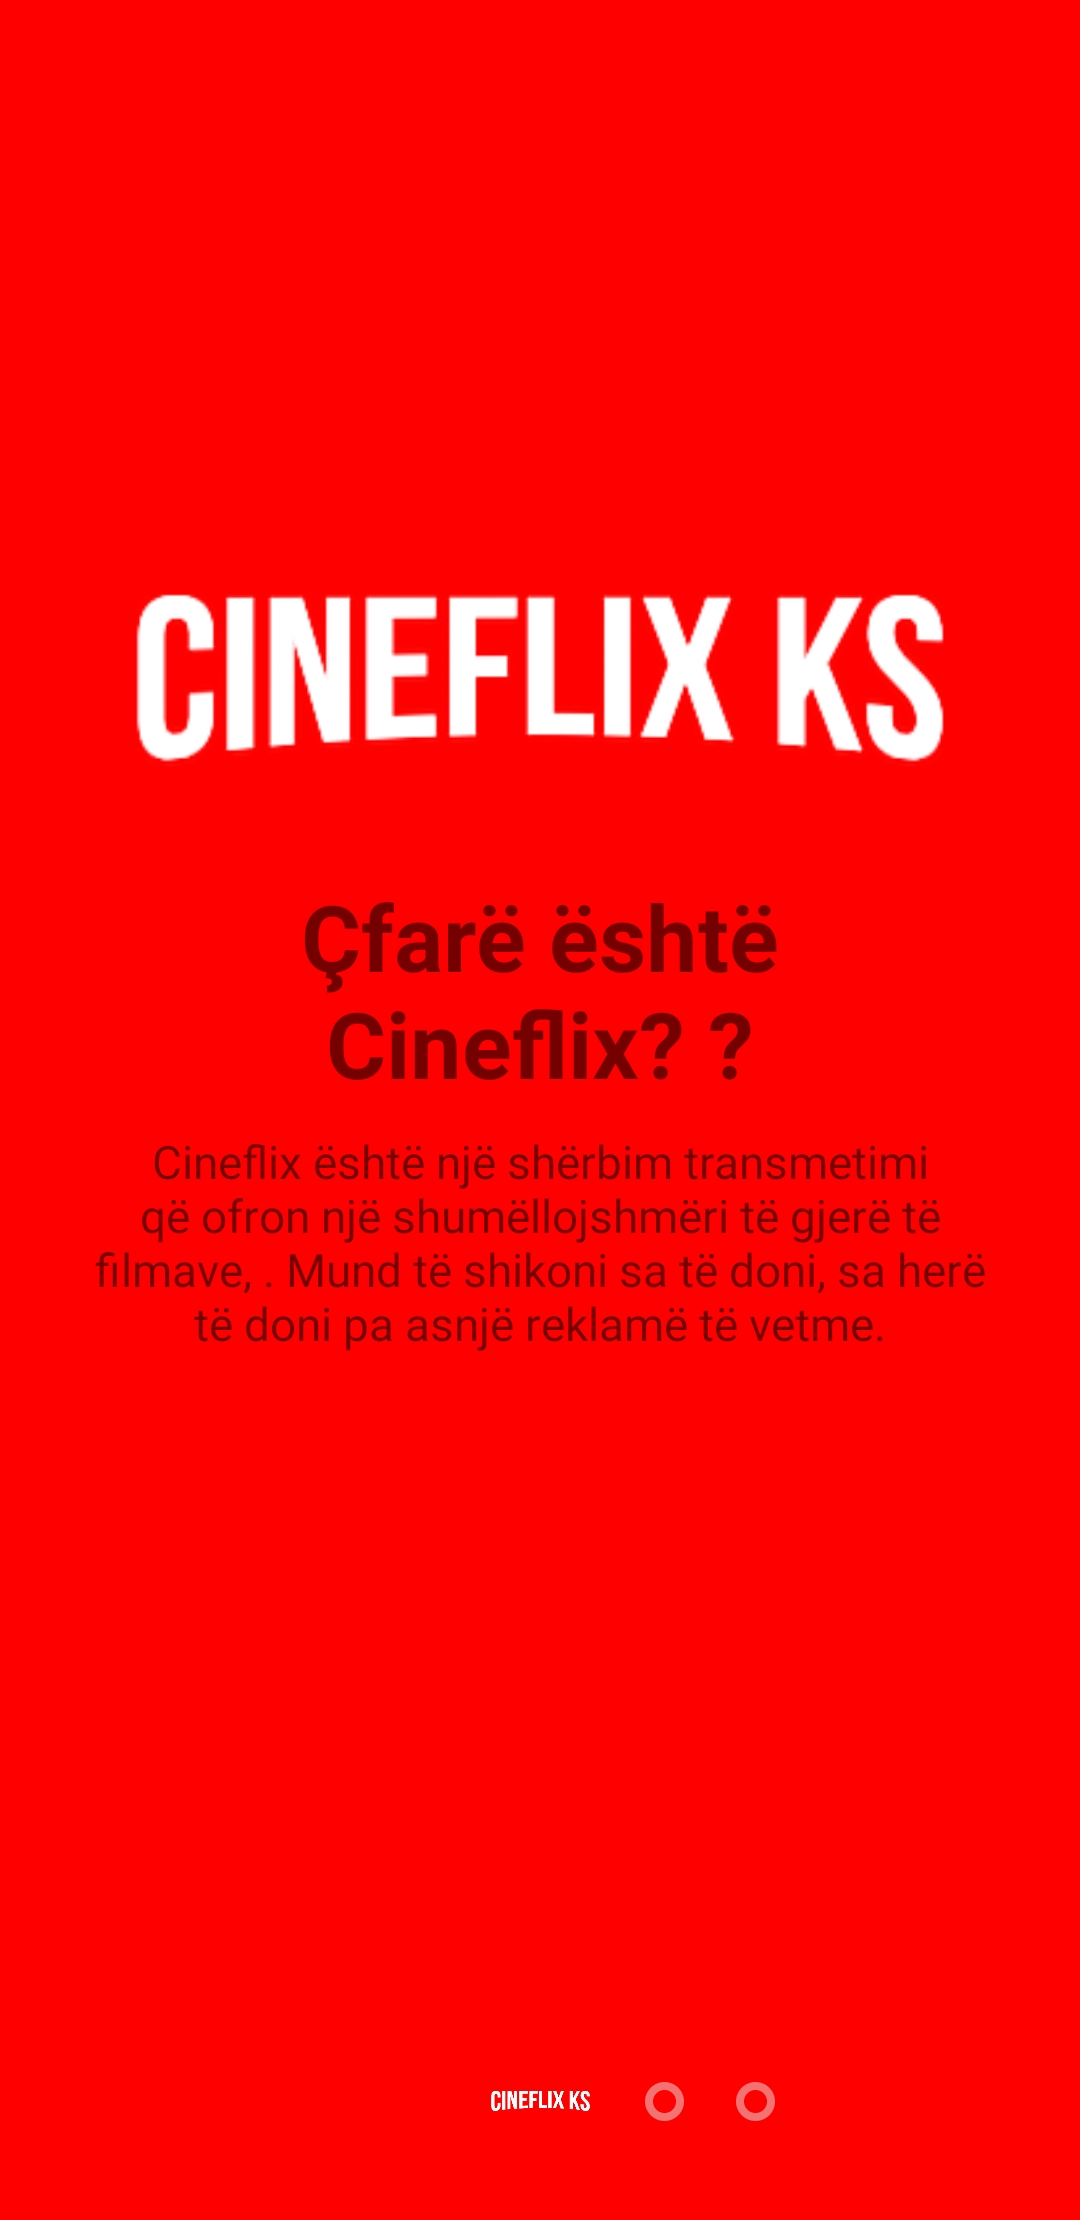 CINEFLIX KS
Çfarë është
Cineflix? ?
Cineflix është një shërbim transmetimi
që ofron një shumëllojshmëri të gjerë të
filmave, . Mund të shikoni sa të doni, sa herë
të doni pa asnjë reklamë të vetme.
CINEFLIX KS